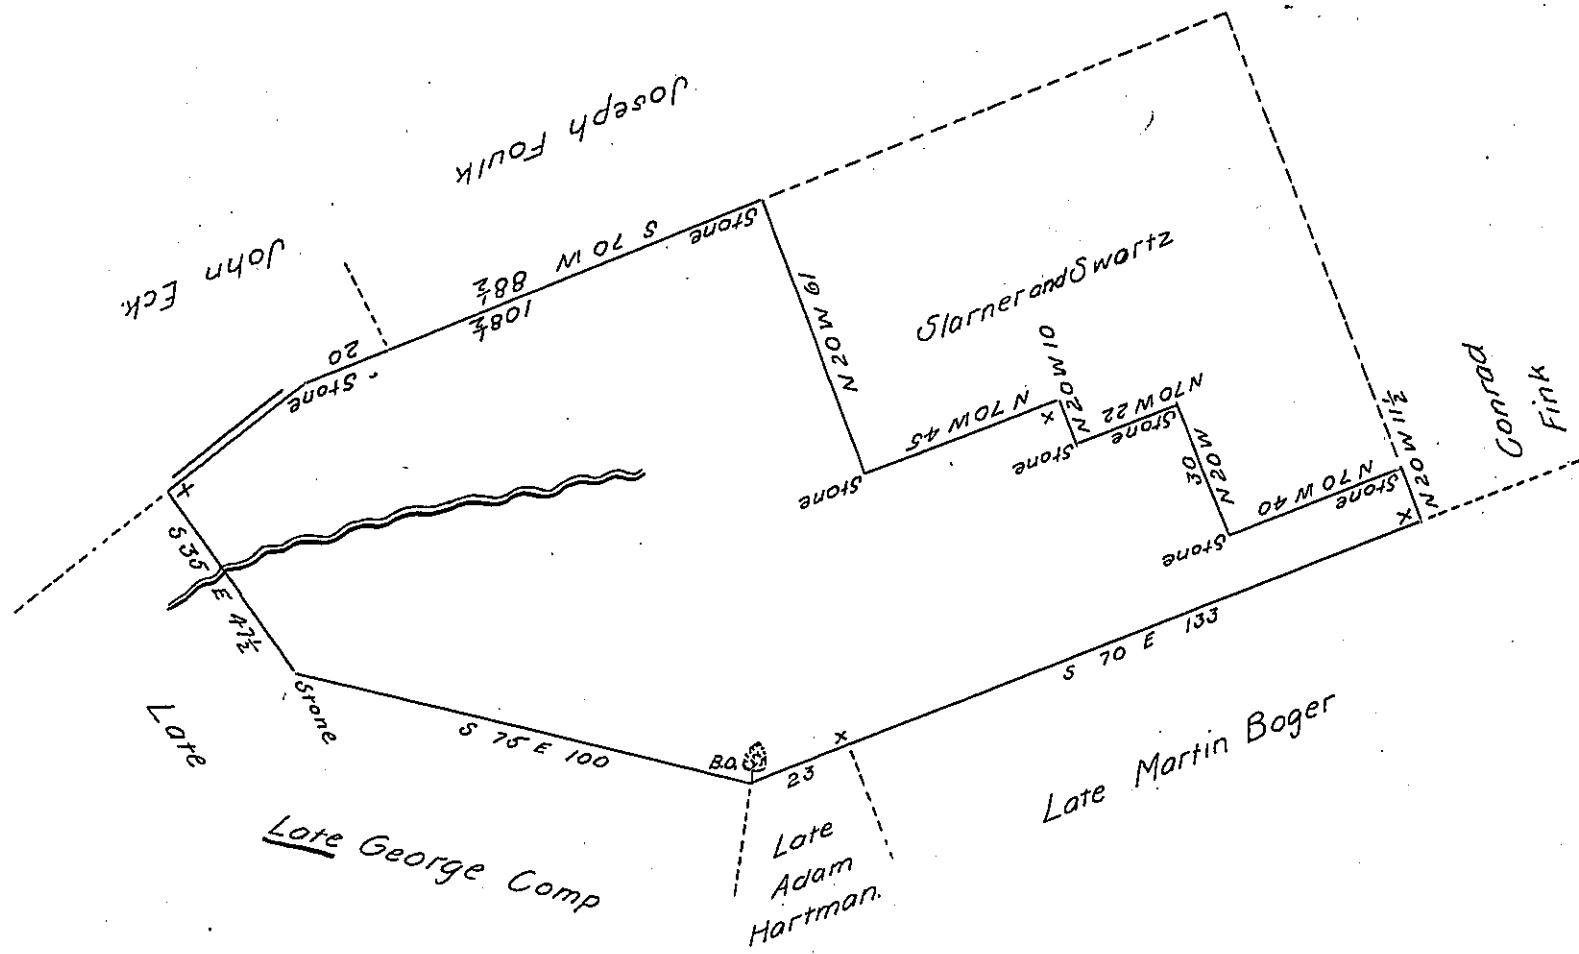 Joseph Foulk
John Eck.
S 70 W
88½
108½
20
Stone
Stone
N 20 W 61
Slarner and Swartz
Stone
N 70 W 45
x
N 20 W 10
Stone
N 70 W 22
Stone
N 20 W
30
Stone
N 70 W 40
Stone
N 20 W 11½
x
Conrad
Fink
x
S 35 E 47½
Stone
S 75 E 100
B.O.
23
x
S 70 E 133
Late
Late George Comp
Late
Adam
Hartman.
Late Martin Boger